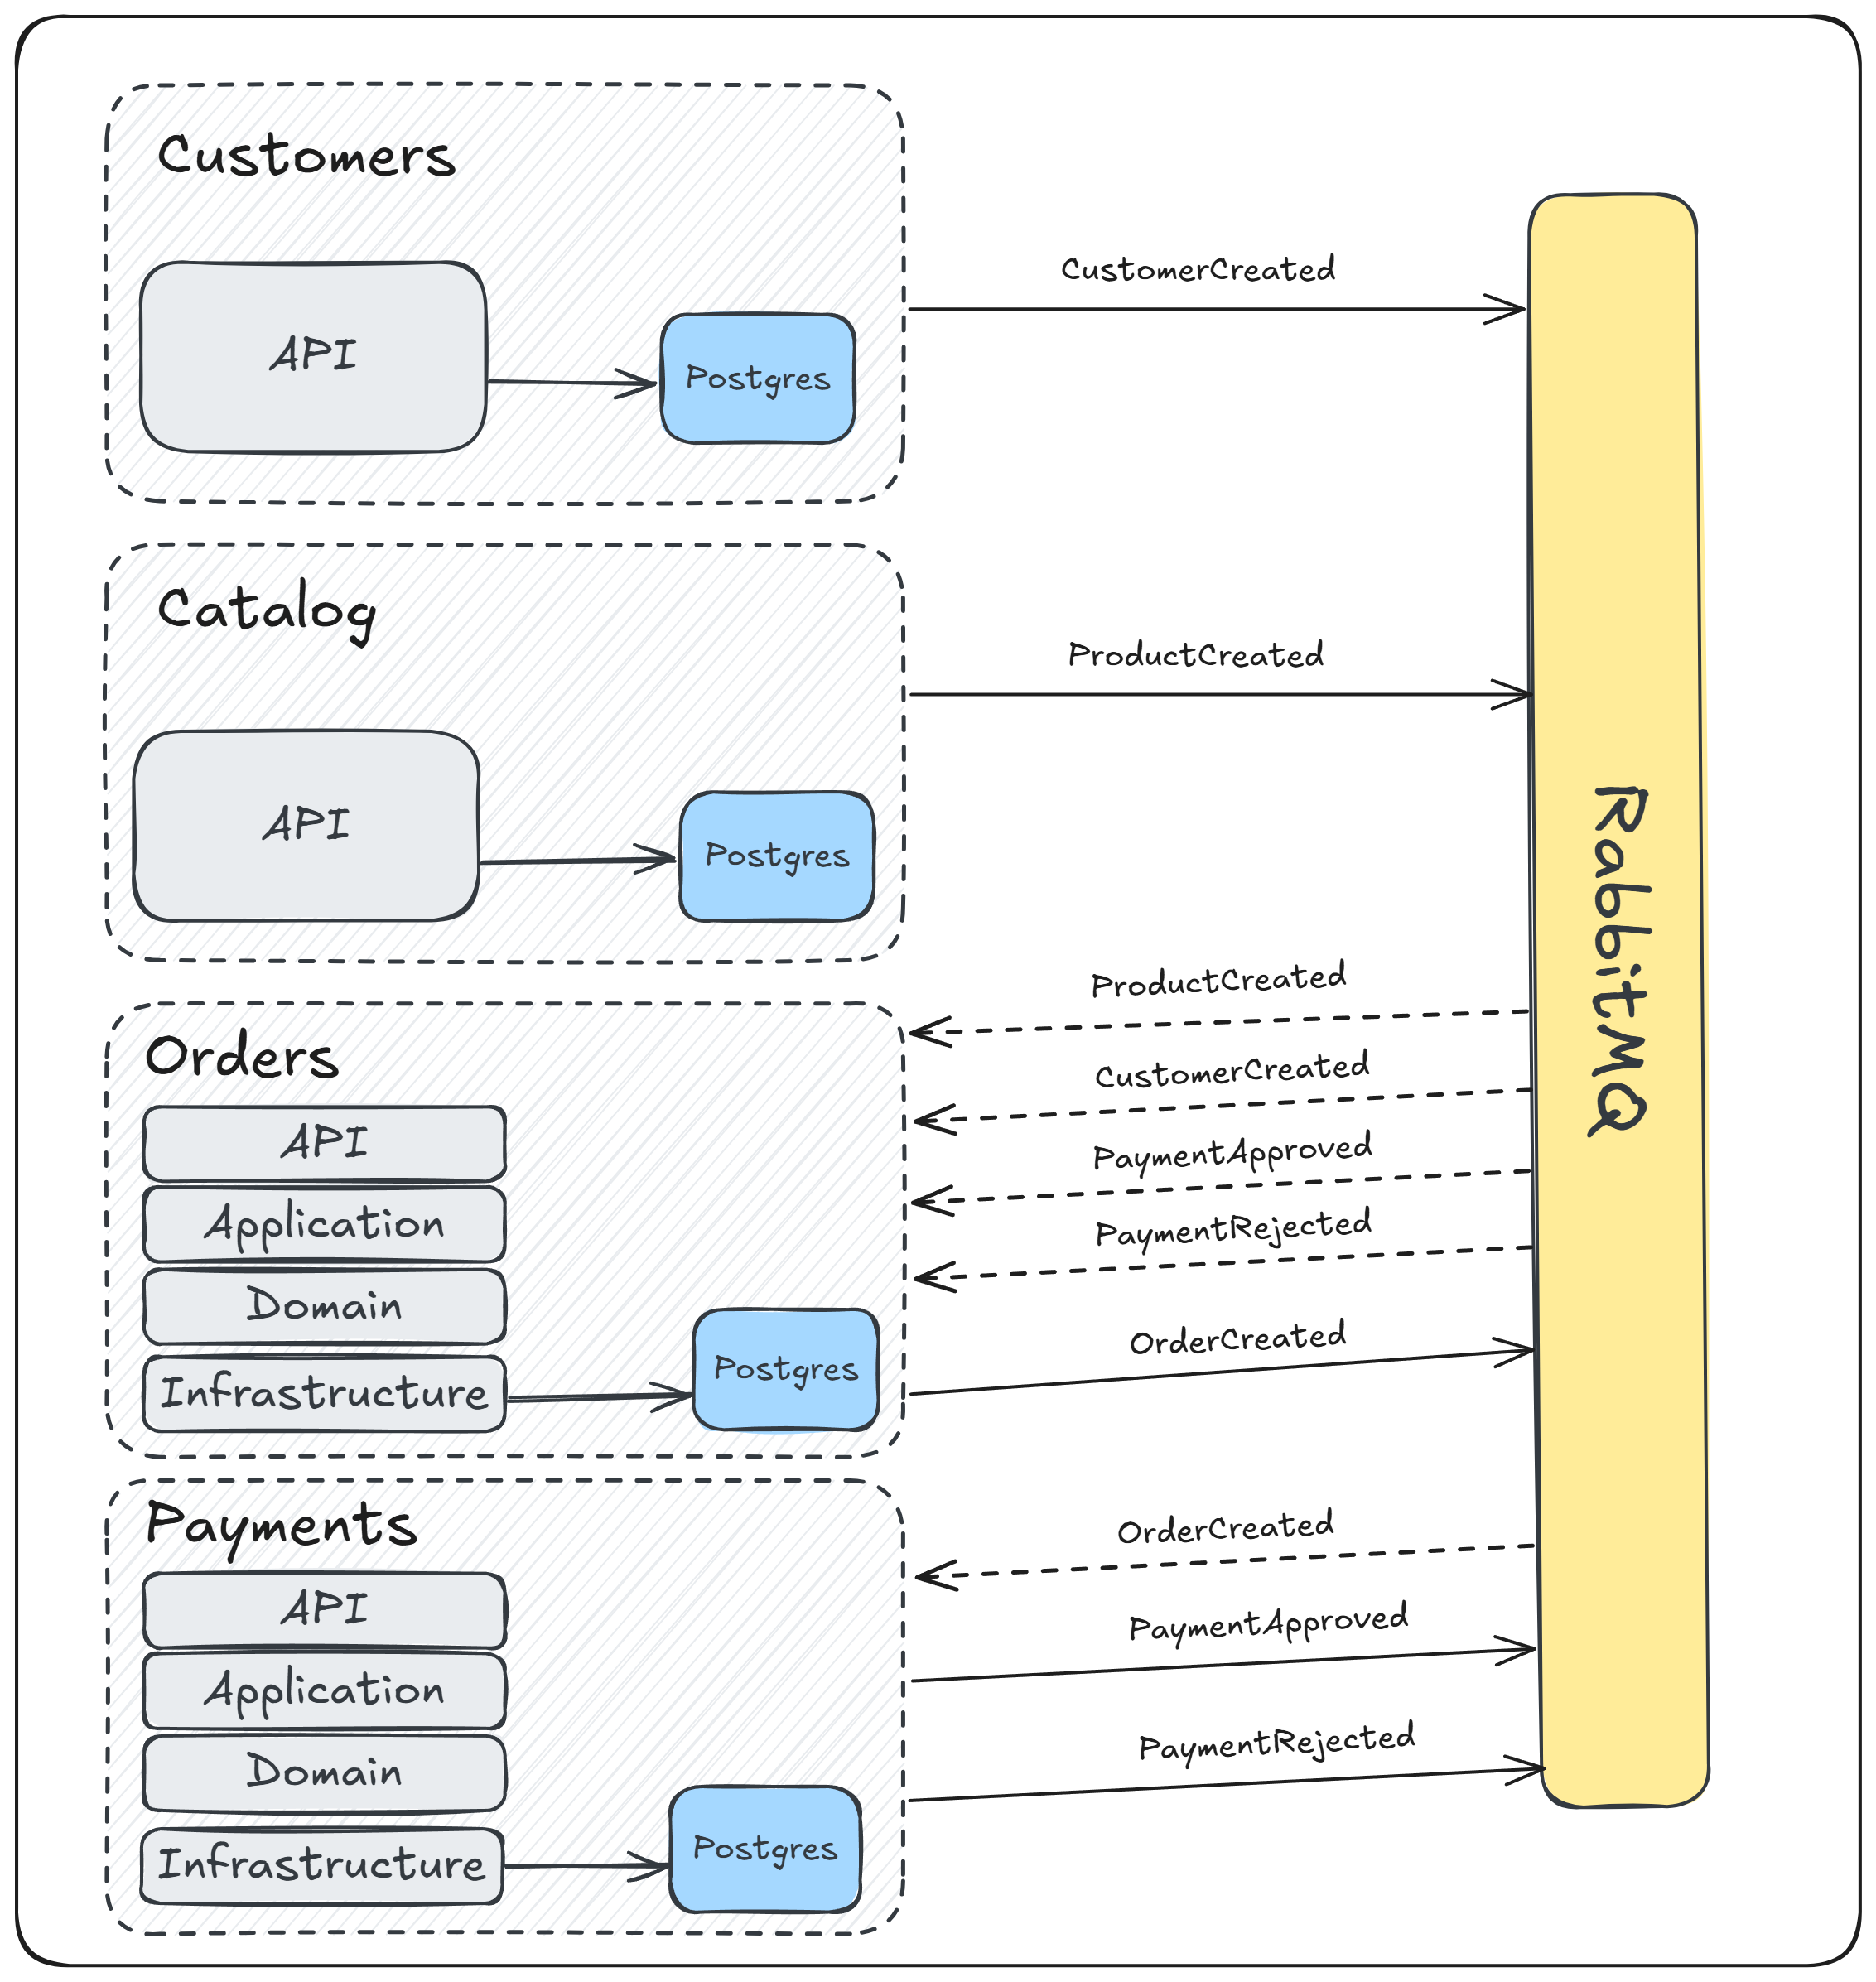 Customers
API
Postgres
CustomerCreated
Catalog
API
Postgres
ProductCreated
RabbitMQ
Orders
API
Application
Domain
Infrastructure
Postgres
ProductCreated
CustomerCreated
PaymentApproved
PaymentRejected
OrderCreated
Payments
API
Application
Domain
Infrastructure
Postgres
OrderCreated
PaymentApproved
PaymentRejected